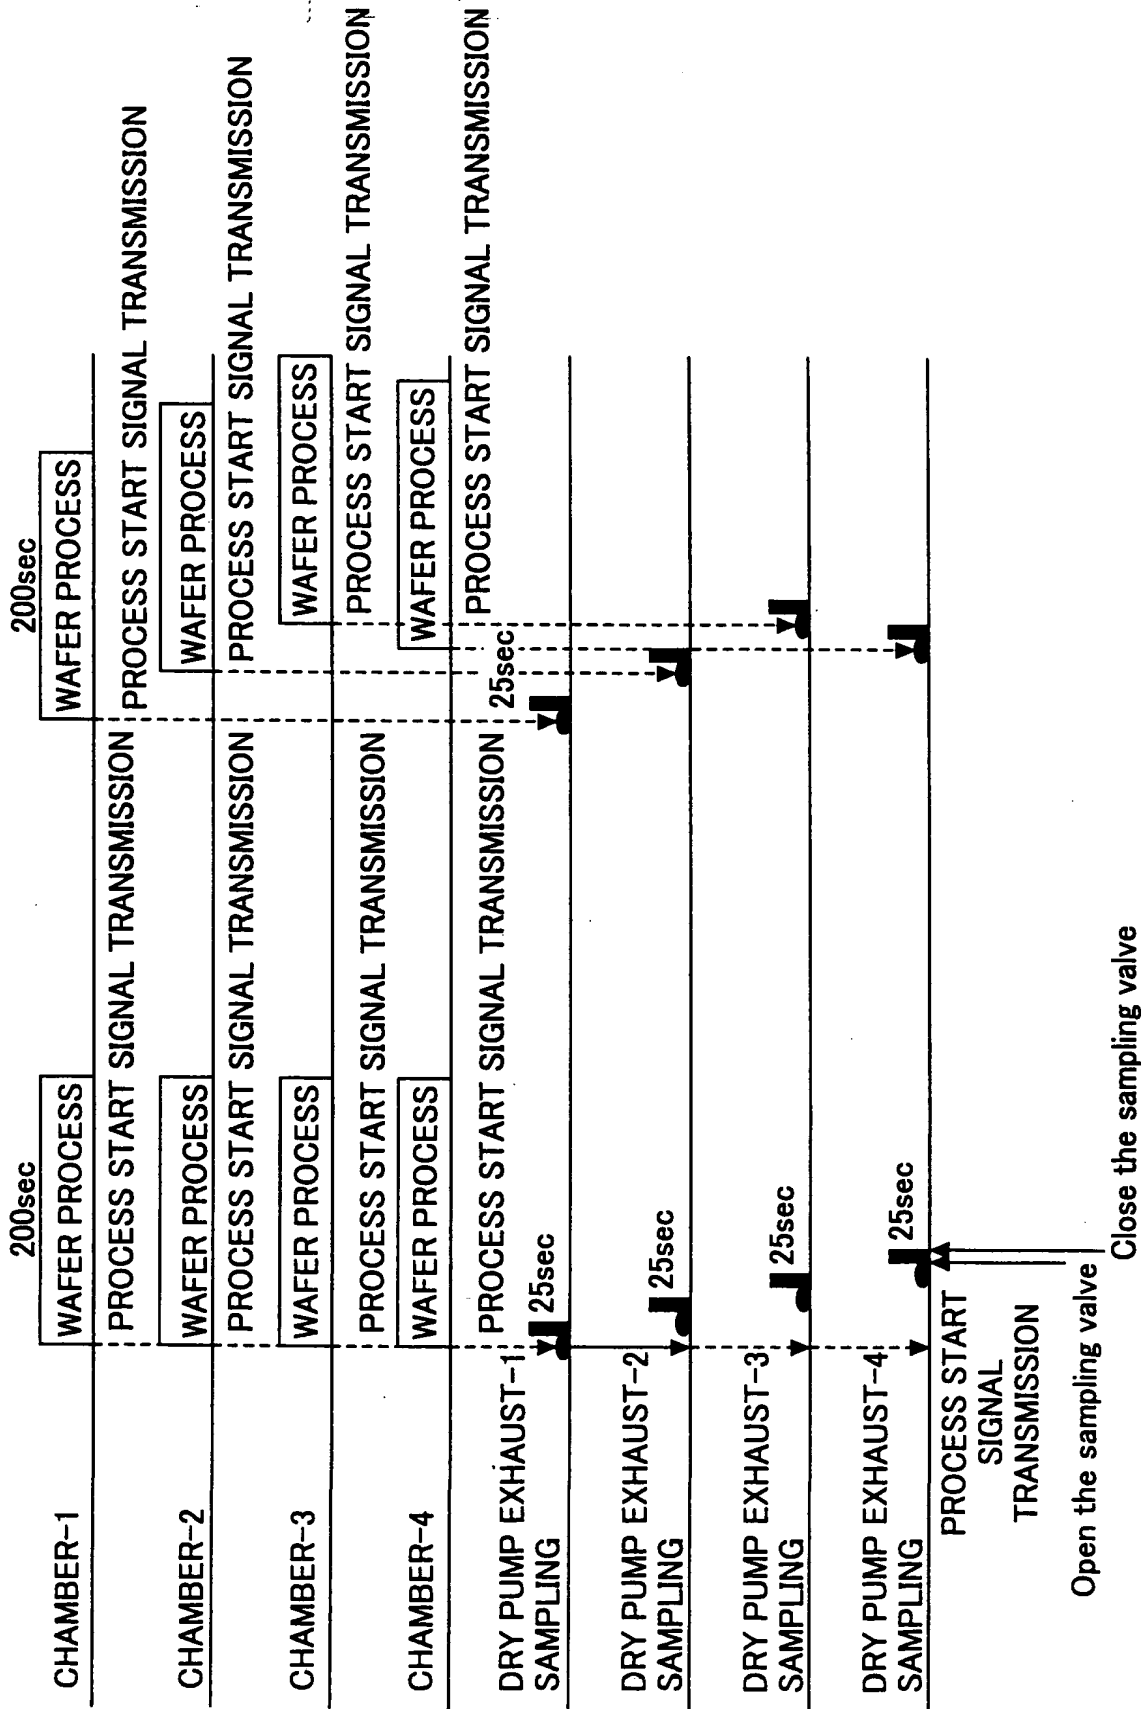 200sec
200sec
CHAMBER-1
WAFER PROCESS
WAFER PROCESS
PROCESS START SIGNAL TRANSMISSION
PROCESS START SIGNAL TRANSMISSION
CHAMBER-2
WAFER PROCESS
WAFER PROCESS
PROCESS START SIGNAL TRANSMISSION
PROCESS START SIGNAL TRANSMISSION
CHAMBER-3
WAFER PROCESS
WAFER PROCESS
PROCESS START SIGNAL TRANSMISSION
PROCESS START SIGNAL TRANSMISSION
CHAMBER-4
WAFER PROCESS
WAFER PROCESS
PROCESS START SIGNAL TRANSMISSION
PROCESS START SIGNAL TRANSMISSION
DRY PUMP EXHAUST-1
SAMPLING
25sec
25sec
DRY PUMP EXHAUST-2
SAMPLING
25sec
DRY PUMP EXHAUST-3
SAMPLING
25sec
DRY PUMP EXHAUST-4
SAMPLING
25sec
PROCESS START
SIGNAL
TRANSMISSION
Open the sampling valve
Close the sampling valve